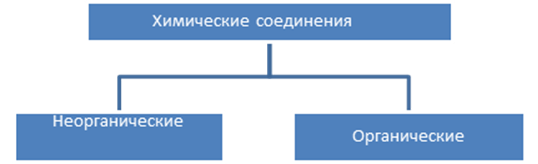 Химические соединения
Неорганические
Органические